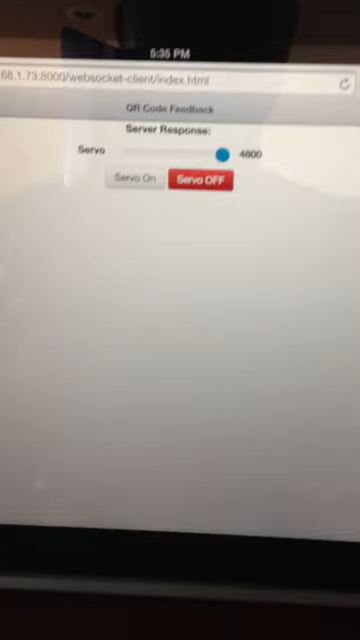 5:35 PM
68.1.73:8000/websocket-client/index.html
QR Code Feedback
Server Response:
Servo 4800
Servo On Servo OFF